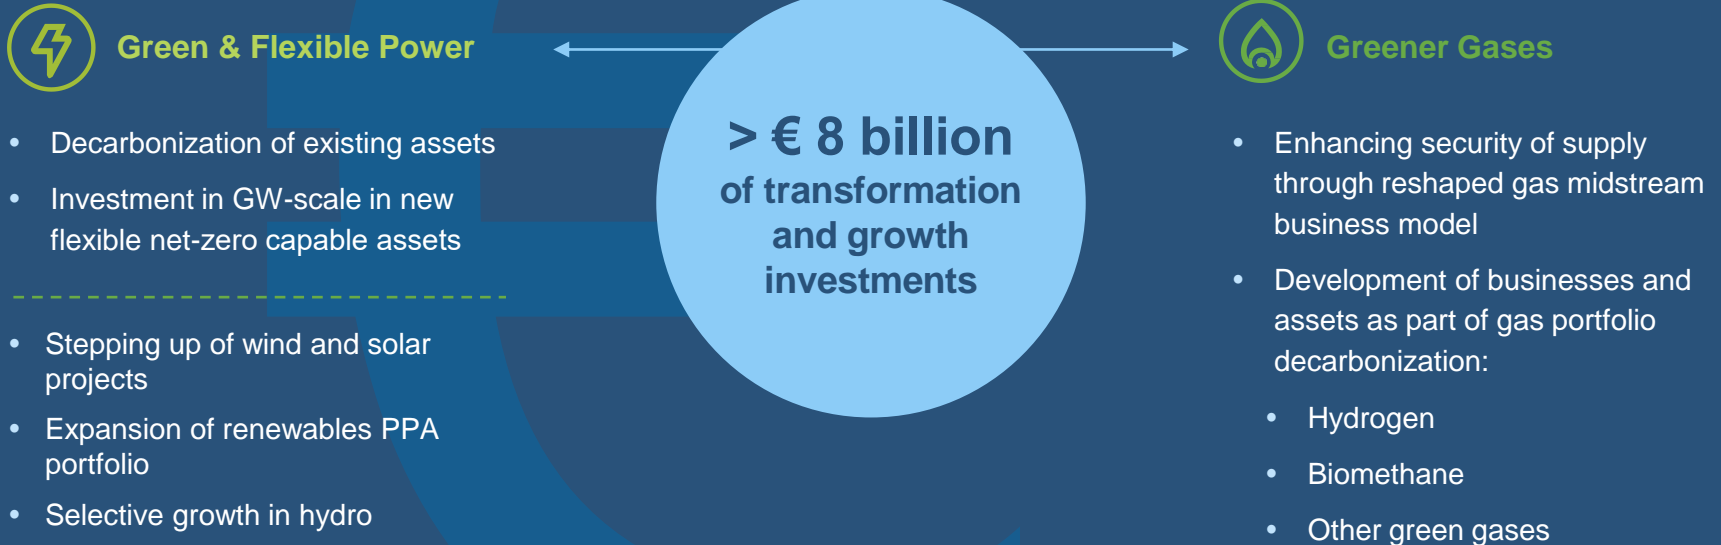 Green & Flexible Power
• Decarbonization of existing assets
• Investment in GW-scale in new
flexible net-zero capable assets
• Stepping up of wind and solar
projects
• Expansion of renewables PPA
portfolio
• Selective growth in hydro
> € 8 billion
of transformation
and growth
investments
Greener Gases
• Enhancing security of supply
through reshaped gas midstream
business model
• Development of businesses and
assets as part of gas portfolio
decarbonization:
• Hydrogen
• Biomethane
• Other green gases